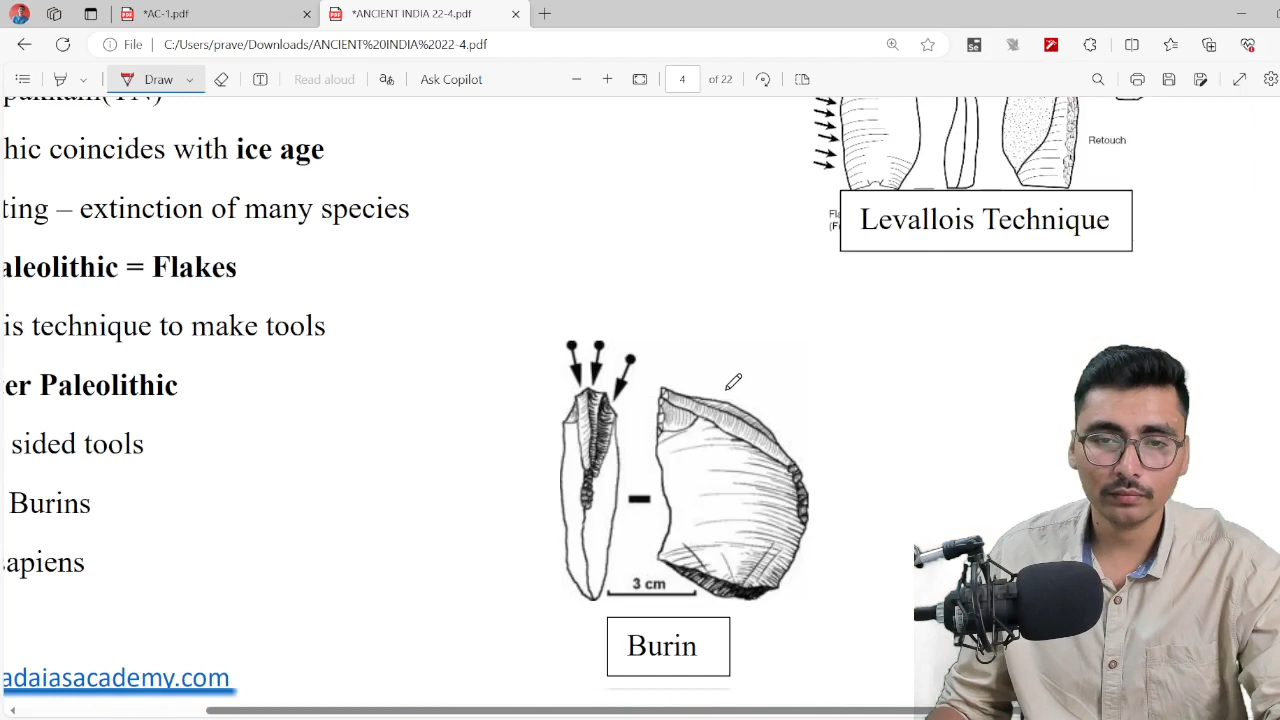 *AC-1.pdf
*ANCIENT INDIA 22-4.pdf
File
C:/Users/prave/Downloads/ANCIENT%20INDIA%2022-4.pdf
Draw
Read aloud
Ask Copilot
4 of 22
hic coincides with ice age
ting – extinction of many species
aleolithic = Flakes
is technique to make tools
er Paleolithic
sided tools
Burins
sapiens
adaiasacademy.com
Retouch
Levallois Technique
3 cm
Burin